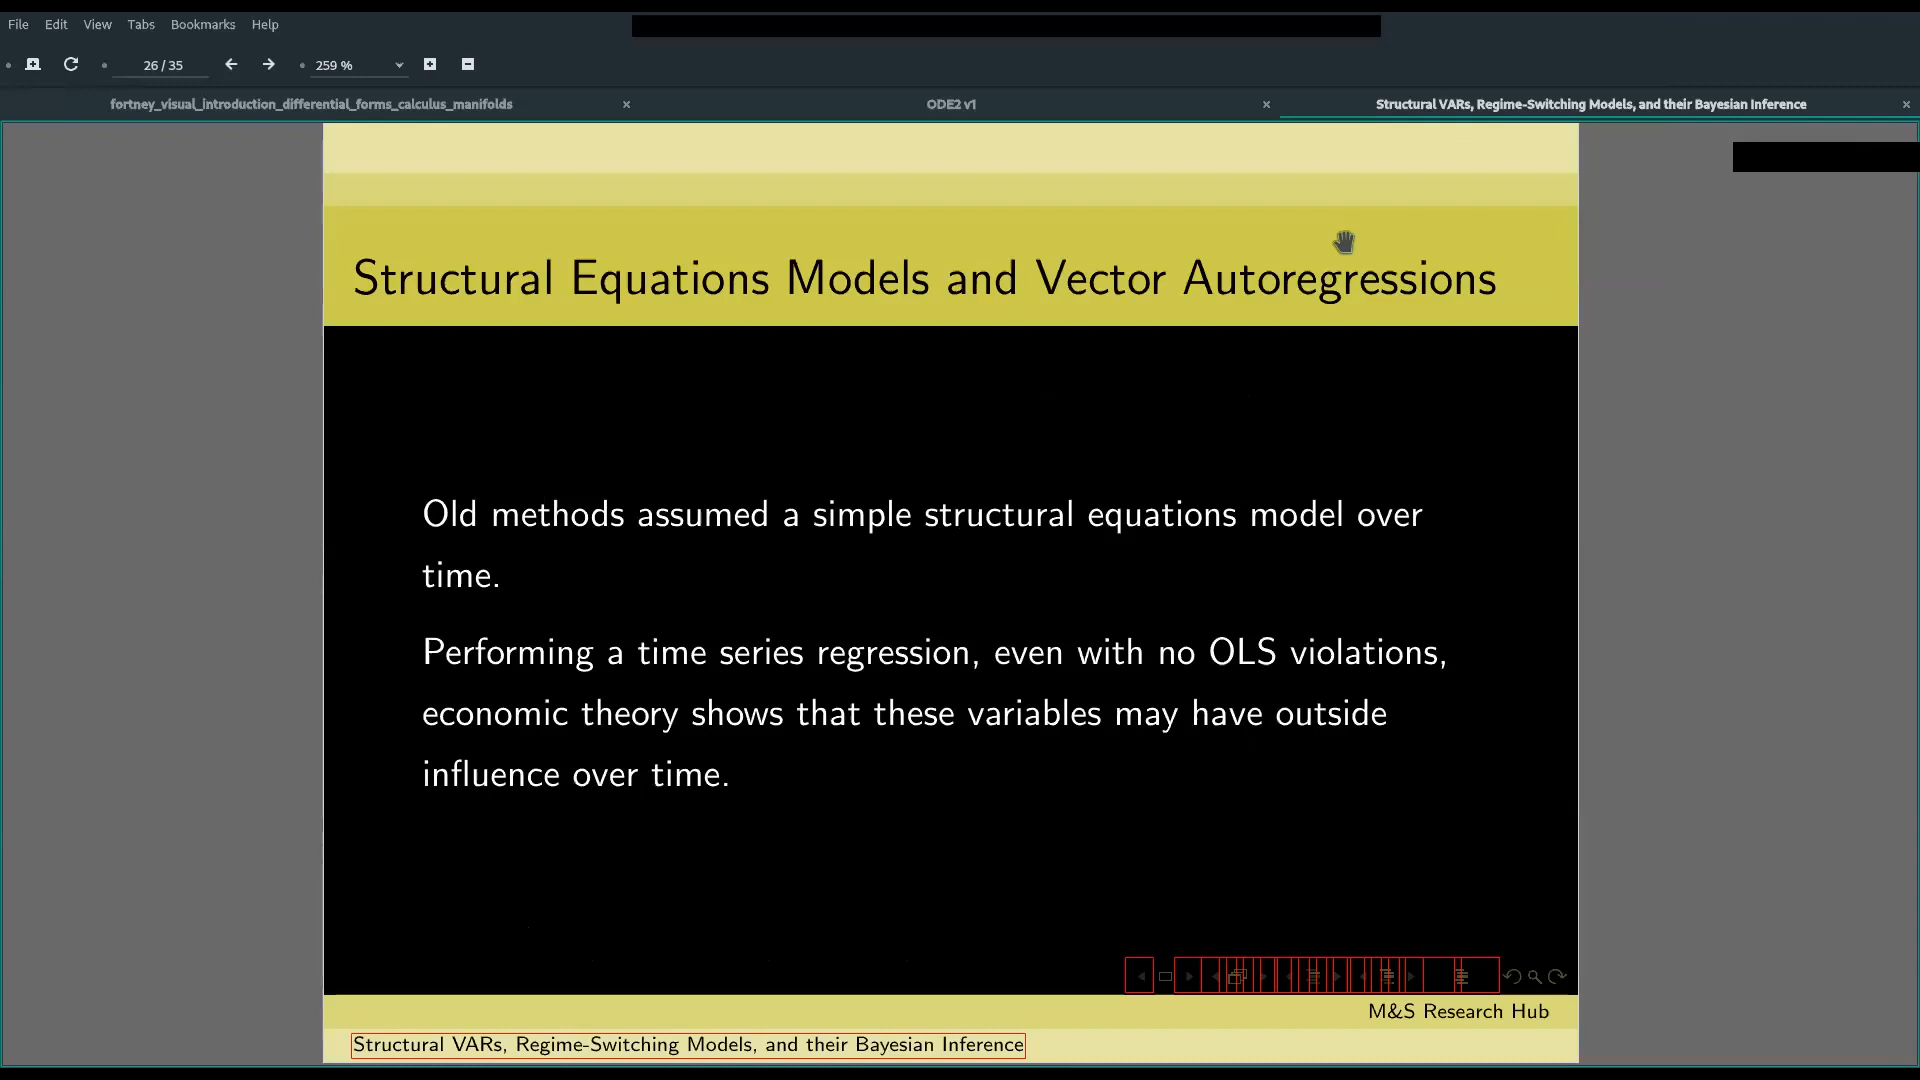 File Edit View Tabs Bookmarks Help
26 / 35 259 %
fortney_visual_introduction_differential_forms_calculus_manifolds × ODE2 v1 × Structural VARs, Regime-Switching Models, and their Bayesian Inference ×
Structural Equations Models and Vector Autoregressions
Old methods assumed a simple structural equations model over
time.
Performing a time series regression, even with no OLS violations,
economic theory shows that these variables may have outside
influence over time.
M&S Research Hub
Structural VARs, Regime-Switching Models, and their Bayesian Inference